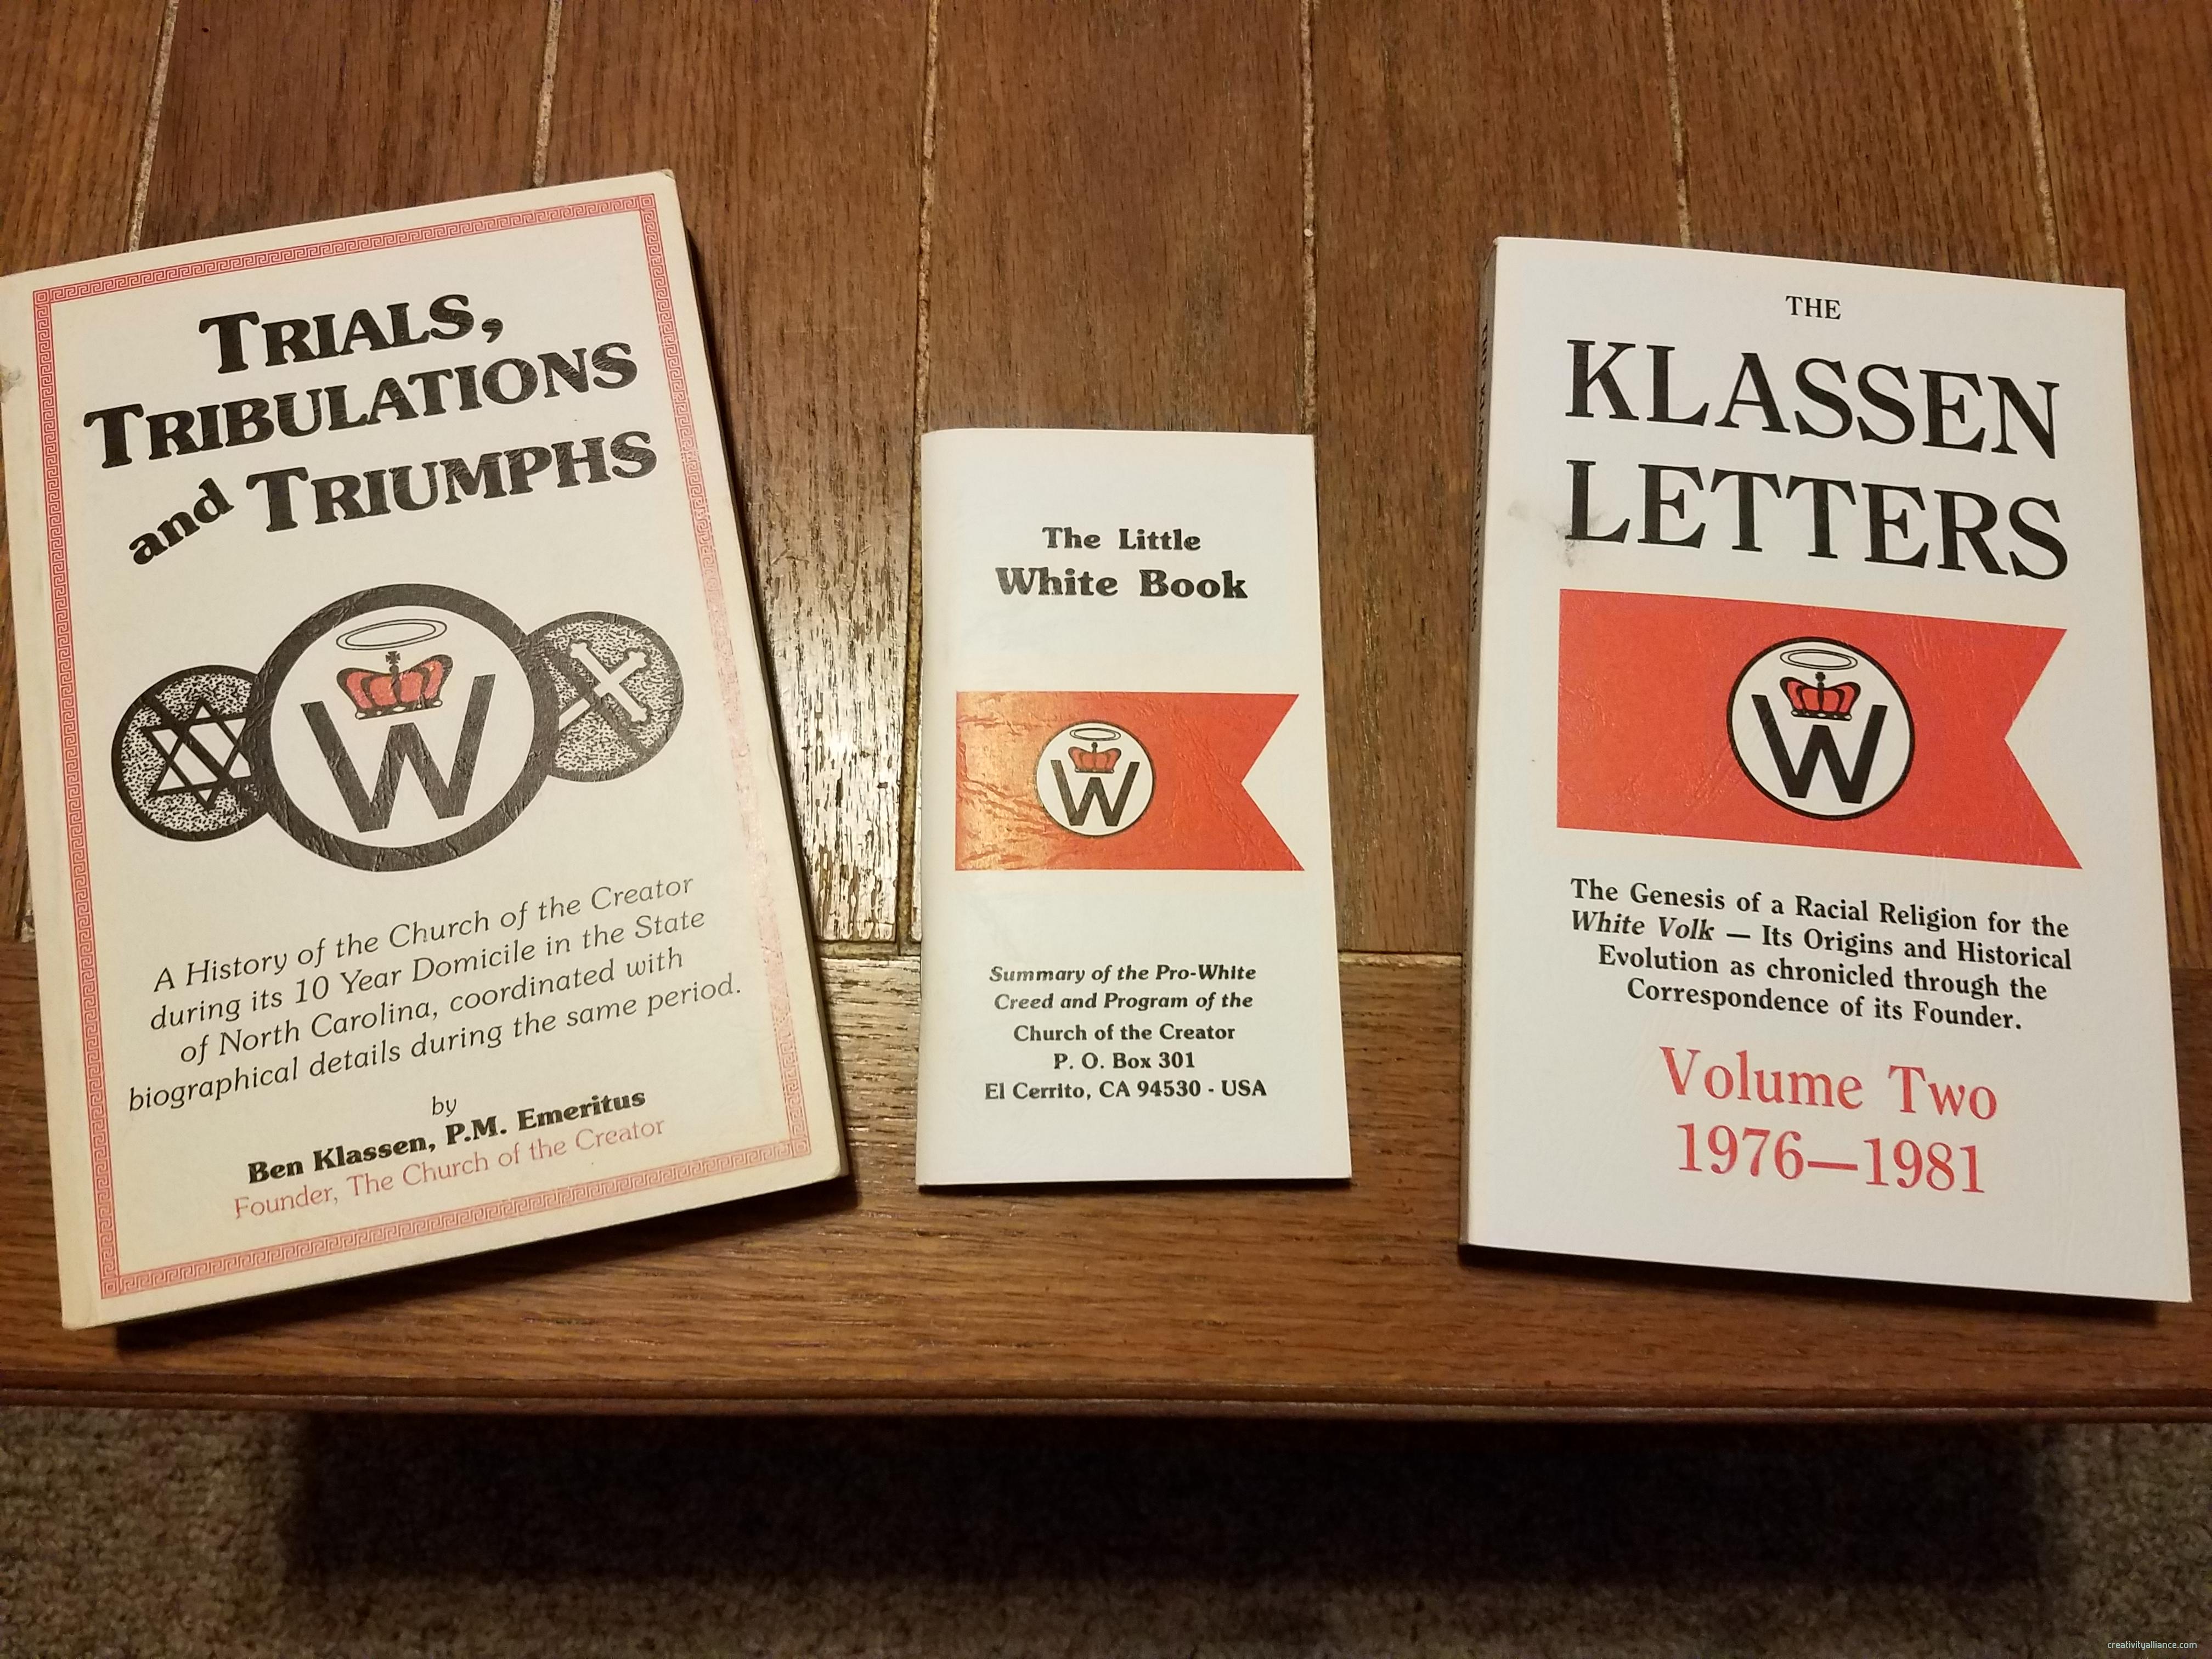 TRIALS,
TRIBULATIONS
and TRIUMPHS
W
A History of the Church of the Creator
during its 10 Year Domicile in the State
of North Carolina, coordinated with
biographical details during the same period.
by
Ben Klassen, P.M. Emeritus
Founder, The Church of the Creator
The Little
White Book
W
Summary of the Pro-White
Creed and Program of the
Church of the Creator
P. O. Box 301
El Cerrito, CA 94530 - USA
THE
KLASSEN
LETTERS
W
The Genesis of a Racial Religion for the
White Volk — Its Origins and Historical
Evolution as chronicled through the
Correspondence of its Founder.
Volume Two
1976—1981
creativityalliance.com